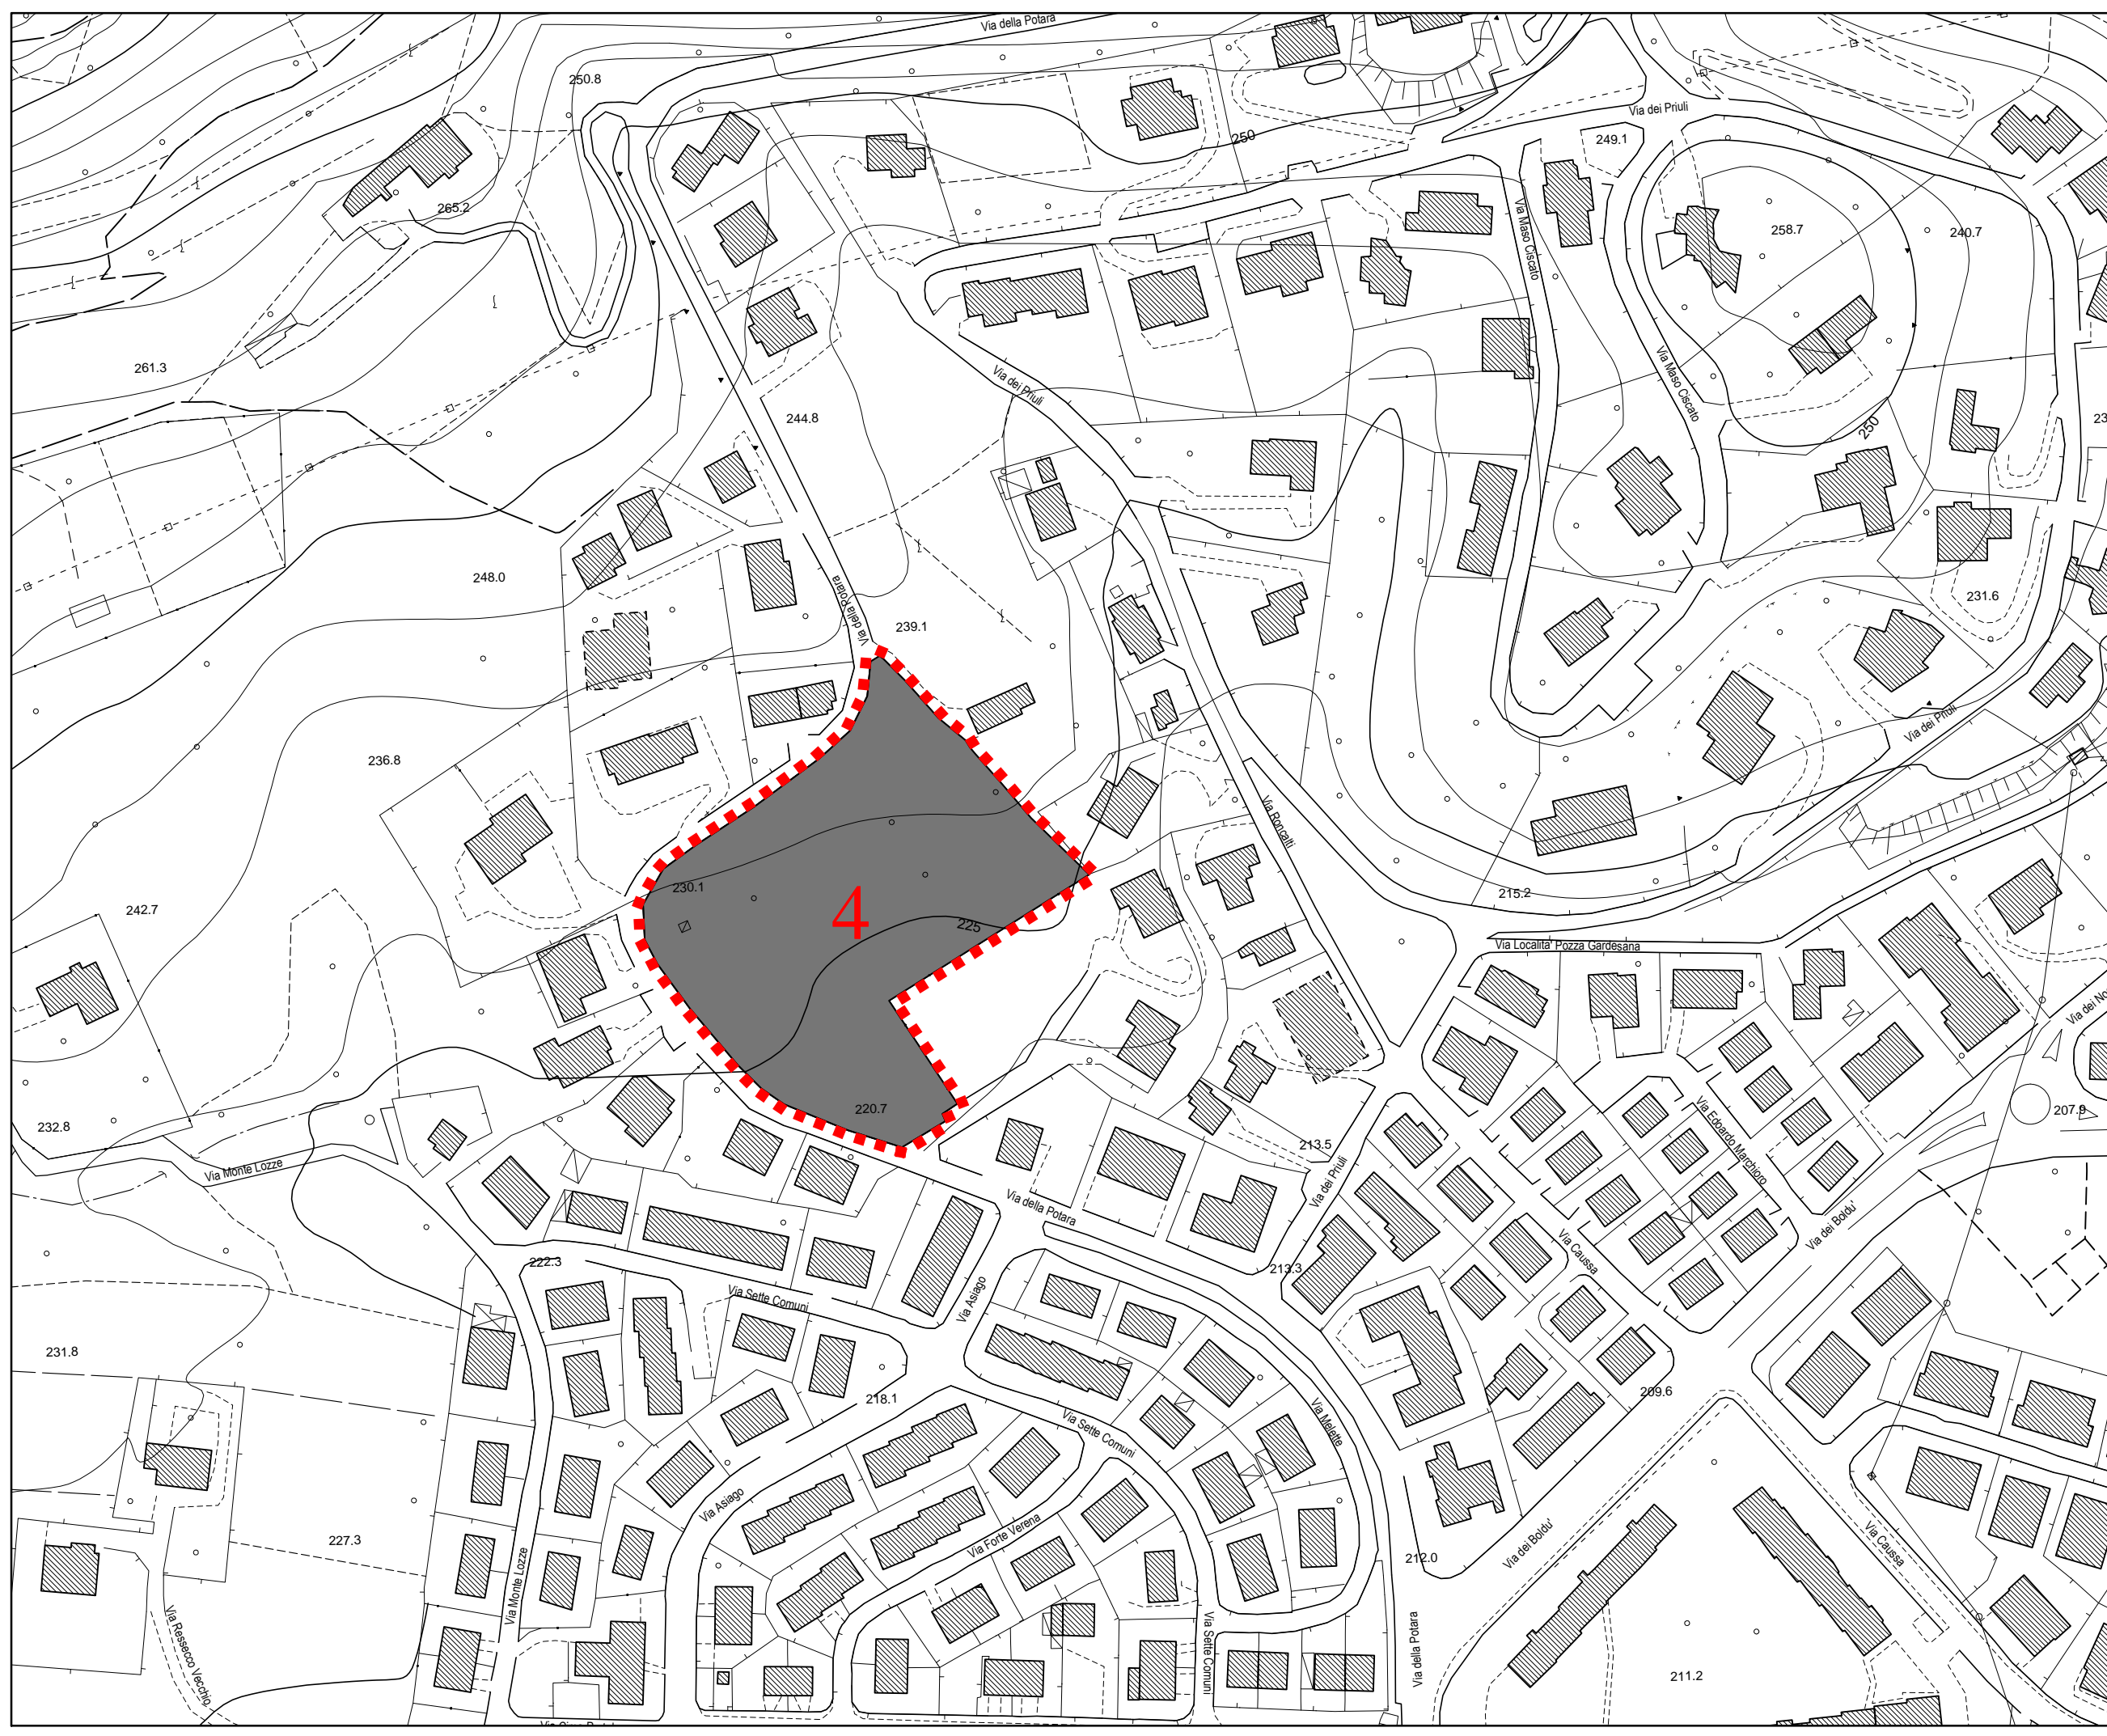 Via della Potara
250.8
Via dei Priuli
249.1
250
265.2
Via Maso Ciscato
258.7
240.7
261.3
Via dei Priuli
Via Maso Ciscato
244.8
250
23
248.0
Via della Potara
239.1
231.6
Via dei Priuli
236.8
Via Roncalli
230.1
4
225
215.2
242.7
Via Localita' Pozza Gardesana
220.7
232.8
213.5
207.9
Via Edoardo Marchioro
Via Monte Lozze
Via dei Priuli
Via della Potara
Via dei Boldu'
222.3
213.3
Via Caussa
Via Sette Comuni
Via Asiago
231.8
218.1
209.6
Via Sette Comuni
Via Melette
Via Asiago
227.3
Via Forte Verena
Via dei Boldu'
Via Caussa
212.0
Via Monte Lozze
Via Ressecco Vecchio
Via Sette Comuni
Via della Potara
211.2